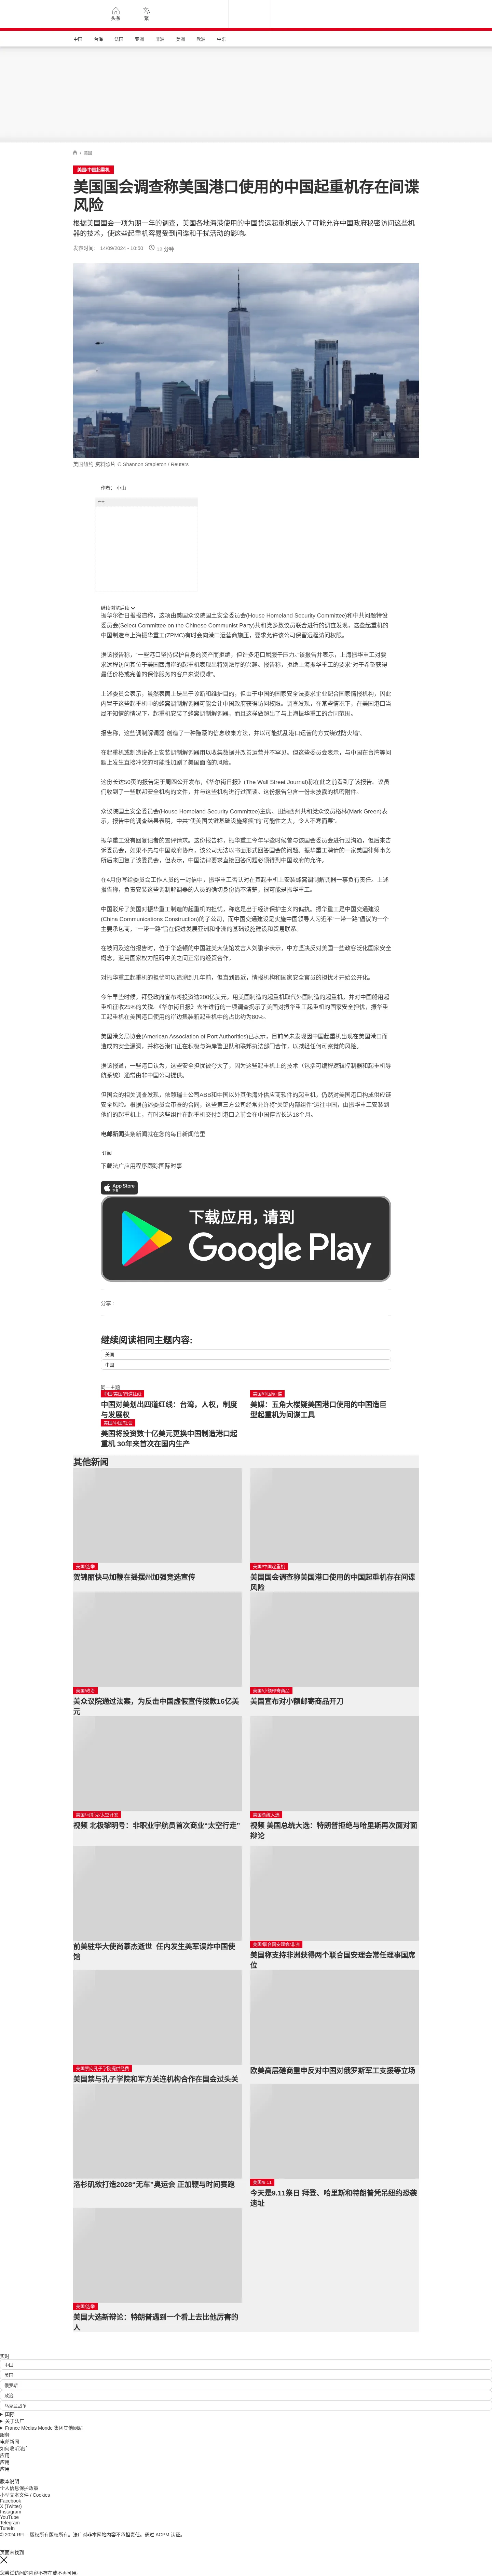 头条
繁
中国
台海
法国
亚洲
非洲
美洲
欧洲
中东
/ 美国
美国/中国起重机
美国国会调查称美国港口使用的中国起重机存在间谍
风险
根据美国国会一项为期一年的调查，美国各地海港使用的中国货运起重机嵌入了可能允许中国政府秘密访问这些机
器的技术，使这些起重机容易受到间谍和干扰活动的影响。
发表时间： 14/09/2024 - 10:50 12 分钟
美国纽约 资料照片 © Shannon Stapleton / Reuters
作者： 小山
广告
继续浏览后续
据华尔街日报报道称，这项由美国众议院国土安全委员会(House Homeland Security Committee)和中共问题特设
委员会(Select Committee on the Chinese Communist Party)共和党多数议员联合进行的调查发现，这些起重机的
中国制造商上海振华重工(ZPMC)有时会向港口运营商施压，要求允许该公司保留远程访问权限。
据该报告称，“一些港口坚持保护自身的资产而拒绝，但许多港口屈服于压力。”该报告并表示，上海振华重工对要
求远程访问其位于美国西海岸的起重机表现出特别浓厚的兴趣。报告称，拒绝上海振华重工的要求“对于希望获得
最低价格或完善的保修服务的客户来说很难”。
上述委员会表示，虽然表面上是出于诊断和维护目的，但由于中国的国家安全法要求企业配合国家情报机构，因此
内置于这些起重机中的蜂窝调制解调器可能会让中国政府获得访问权限。调查发现，在某些情况下，在美国港口当
局不知情的情况下，起重机安装了蜂窝调制解调器，而且这样做超出了与上海振华重工的合同范围。
报告称，这些调制解调器“创造了一种隐蔽的信息收集方法，并以可能扰乱港口运营的方式绕过防火墙”。
在起重机或制造设备上安装调制解调器用以收集数据并改善运营并不罕见。但这些委员会表示，与中国在台湾等问
题上发生直接冲突的可能性加剧了美国面临的风险。
这份长达50页的报告定于周四公开发布，《华尔街日报》(The Wall Street Journal)称在此之前看到了该报告。议员
们收到了一些联邦安全机构的文件，并与这些机构进行过面谈。这份报告包含一份未披露的机密附件。
众议院国土安全委员会(House Homeland Security Committee)主席、田纳西州共和党众议员格林(Mark Green)表
示，报告中的调查结果表明，中共“使美国关键基础设施瘫痪”的“可能性之大，令人不寒而栗”。
振华重工没有回复记者的置评请求。这份报告称，振华重工今年早些时候曾与该国会委员会进行过沟通，但后来告
诉委员会，如果不先与中国政府协商，该公司无法以书面形式回答国会的问题。振华重工聘请的一家美国律师事务
所后来回复了该委员会，但表示，中国法律要求直接回答问题必须得到中国政府的允许。
在4月份写给委员会工作人员的一封信中，振华重工否认对在其起重机上安装蜂窝调制解调器一事负有责任。上述
报告称，负责安装这些调制解调器的人员的确切身份尚不清楚，很可能是振华重工。
中国驳斥了美国对振华重工制造的起重机的担忧，称这是出于经济保护主义的偏执。振华重工是中国交通建设
(China Communications Construction)的子公司，而中国交通建设是实施中国领导人习近平“一带一路”倡议的一个
主要承包商，“一带一路”旨在促进发展亚洲和非洲的基础设施建设和贸易联系。
在被问及这份报告时，位于华盛顿的中国驻美大使馆发言人刘鹏宇表示，中方坚决反对美国一些政客泛化国家安全
概念，滥用国家权力阻碍中美之间正常的经贸合作。
对振华重工起重机的担忧可以追溯到几年前，但直到最近，情报机构和国家安全官员的担忧才开始公开化。
今年早些时候，拜登政府宣布将投资逾200亿美元，用美国制造的起重机取代外国制造的起重机，并对中国船用起
重机征收25%的关税。《华尔街日报》去年进行的一项调查揭示了美国对振华重工起重机的国家安全担忧，振华重
工起重机在美国港口使用的岸边集装箱起重机中的占比约为80%。
美国港务局协会(American Association of Port Authorities)已表示，目前尚未发现因中国起重机出现在美国港口而
造成的安全漏洞，并称各港口正在积极与海岸警卫队和联邦执法部门合作，以减轻任何可察觉的风险。
据该报道，一些港口认为，这些安全担忧被夸大了，因为这些起重机上的技术（包括可编程逻辑控制器和起重机导
航系统）通常由非中国公司提供。
但国会的相关调查发现，依赖瑞士公司ABB和中国以外其他海外供应商软件的起重机，仍然对美国港口构成供应链
安全风险。根据前述委员会审查的合同，这些第三方公司经常允许将“关键内部组件”运往中国，由振华重工安装到
他们的起重机上，有时这些组件在起重机交付到港口之前会在中国停留长达18个月。
电邮新闻头条新闻就在您的每日新闻信里
订阅
下载法广应用程序跟踪国际时事
App Store
下载应用，请到
Google Play
分享 :
继续阅读相同主题内容:
美国
中国
同一主题
中国/美国/四道红线
中国对美划出四道红线：台湾，人权，制度
与发展权
美国/中国/间谍
美媒：五角大楼疑美国港口使用的中国造巨
型起重机为间谍工具
美国/中国/社会
美国将投资数十亿美元更换中国制造港口起
重机 30年来首次在国内生产
其他新闻
美国/选举
贺锦丽快马加鞭在摇摆州加强竞选宣传
美国/中国起重机
美国国会调查称美国港口使用的中国起重机存在间谍
风险
美国/政治
美众议院通过法案，为反击中国虚假宣传拨款16亿美
元
美国/小额邮寄商品
美国宣布对小额邮寄商品开刀
美国/马斯克/太空开发
视频 北极黎明号：非职业宇航员首次商业“太空行走”
美国总统大选
视频 美国总统大选：特朗普拒绝与哈里斯再次面对面
辩论
前美驻华大使尚慕杰逝世 任内发生美军误炸中国使
馆
美国/联合国安理会/非洲
美国称支持非洲获得两个联合国安理会常任理事国席
位
美国禁与孔子学院和军方关连机构合作在国会过头关
欧美高层磋商重申反对中国对俄罗斯军工支援等立场
洛杉矶欲打造2028“无车”奥运会 正加鞭与时间赛跑
美国/9.11
今天是9.11祭日 拜登、哈里斯和特朗普凭吊纽约恐袭
遗址
美国/选举
美国大选新辩论：特朗普遇到一个看上去比他厉害的
人
实时
中国
美国
俄罗斯
政治
乌克兰战争
国际
关于法广
France Médias Monde 集团其他网站
服务
电邮新闻
如何收听法广
应用
应用
应用
版本说明
个人信息保护政策
小型文本文件 / Cookies
Facebook
X (Twitter)
Instagram
YouTube
Telegram
TuneIn
© 2024 RFI – 版权所有版权所有。法广对非本网站内容不承担责任。通过 ACPM 认证。
页面未找到
您尝试访问的内容不存在或不再可用。